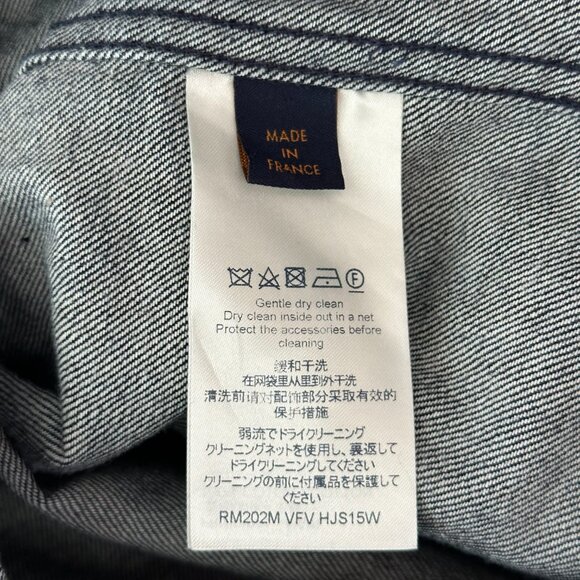 MADE
IN
FRANCE
F
Gentle dry clean
Dry clean inside out in a net
Protect the accessories before
cleaning
缓和干洗
在网袋里从里到外干洗
清洗前请对配饰部分采取有效的
保护措施
弱流でドライクリーニング
クリーニングネットを使用し、裏返して
ドライクリーニングしてください
クリーニングの前に付属品を保護して
ください
RM202M VFV HJS15W